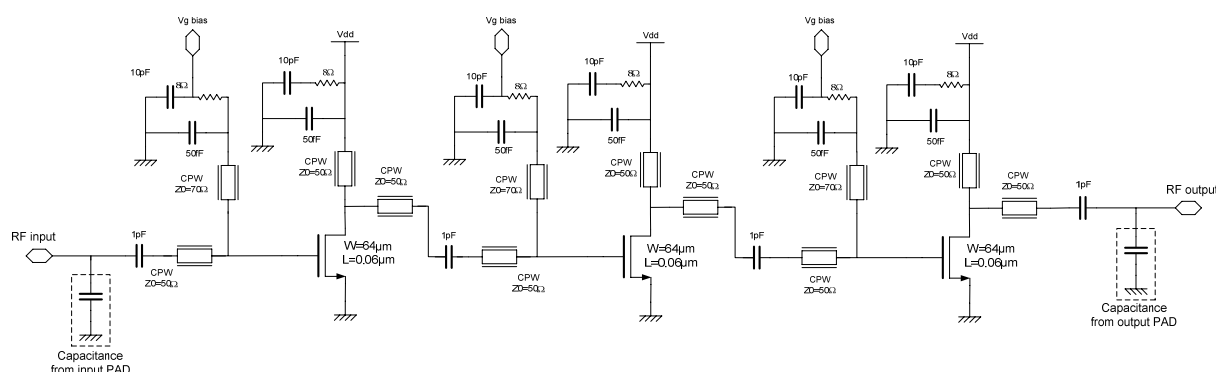 Vg bias
Vdd
Vg bias
Vdd
Vg bias
Vdd
10pF
8Ω
50fF
10pF
8Ω
50fF
10pF
8Ω
50fF
10pF
8Ω
50fF
10pF
8Ω
50fF
10pF
8Ω
50fF
CPW
Z0=70Ω
CPW
Z0=50Ω
CPW
Z0=50Ω
CPW
Z0=70Ω
CPW
Z0=50Ω
CPW
Z0=50Ω
CPW
Z0=70Ω
CPW
Z0=50Ω
CPW
Z0=50Ω
1pF
RF output
RF input
1pF
CPW
Z0=50Ω
W=64µm
L=0.06µm
1pF
CPW
Z0=50Ω
W=64µm
L=0.06µm
1pF
CPW
Z0=50Ω
W=64µm
L=0.06µm
Capacitance
from output PAD
Capacitance
from input PAD